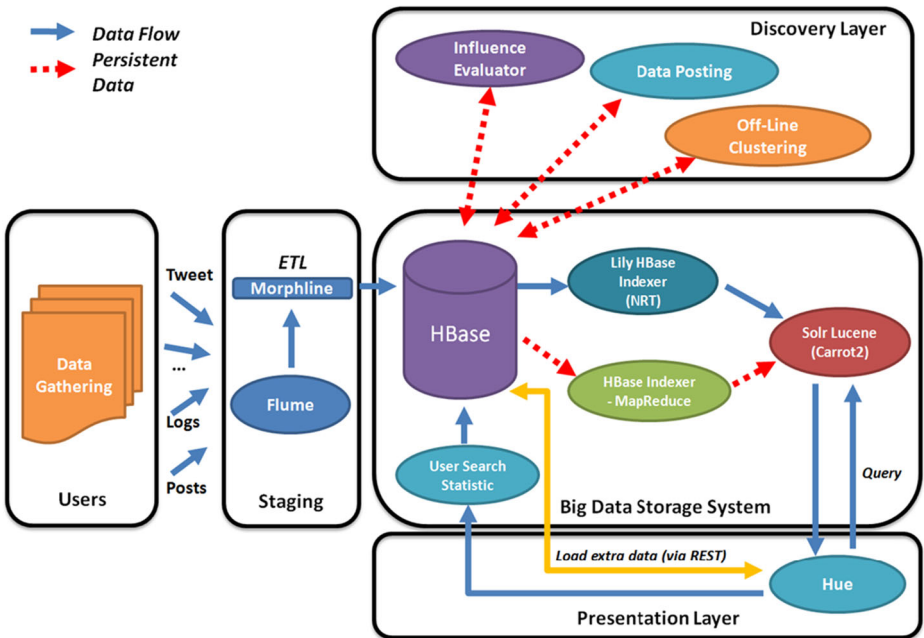 Data Flow
Persistent
Data
Discovery Layer
Influence
Evaluator
Data Posting
Off-Line
Clustering
Tweet
...
Logs
Posts
Data
Gathering
Users
ETL
Morphline
Flume
Staging
HBase
Lily HBase
Indexer
(NRT)
HBase Indexer
- MapReduce
Solr Lucene
(Carrot2)
User Search
Statistic
Query
Big Data Storage System
Load extra data (via REST)
Hue
Presentation Layer